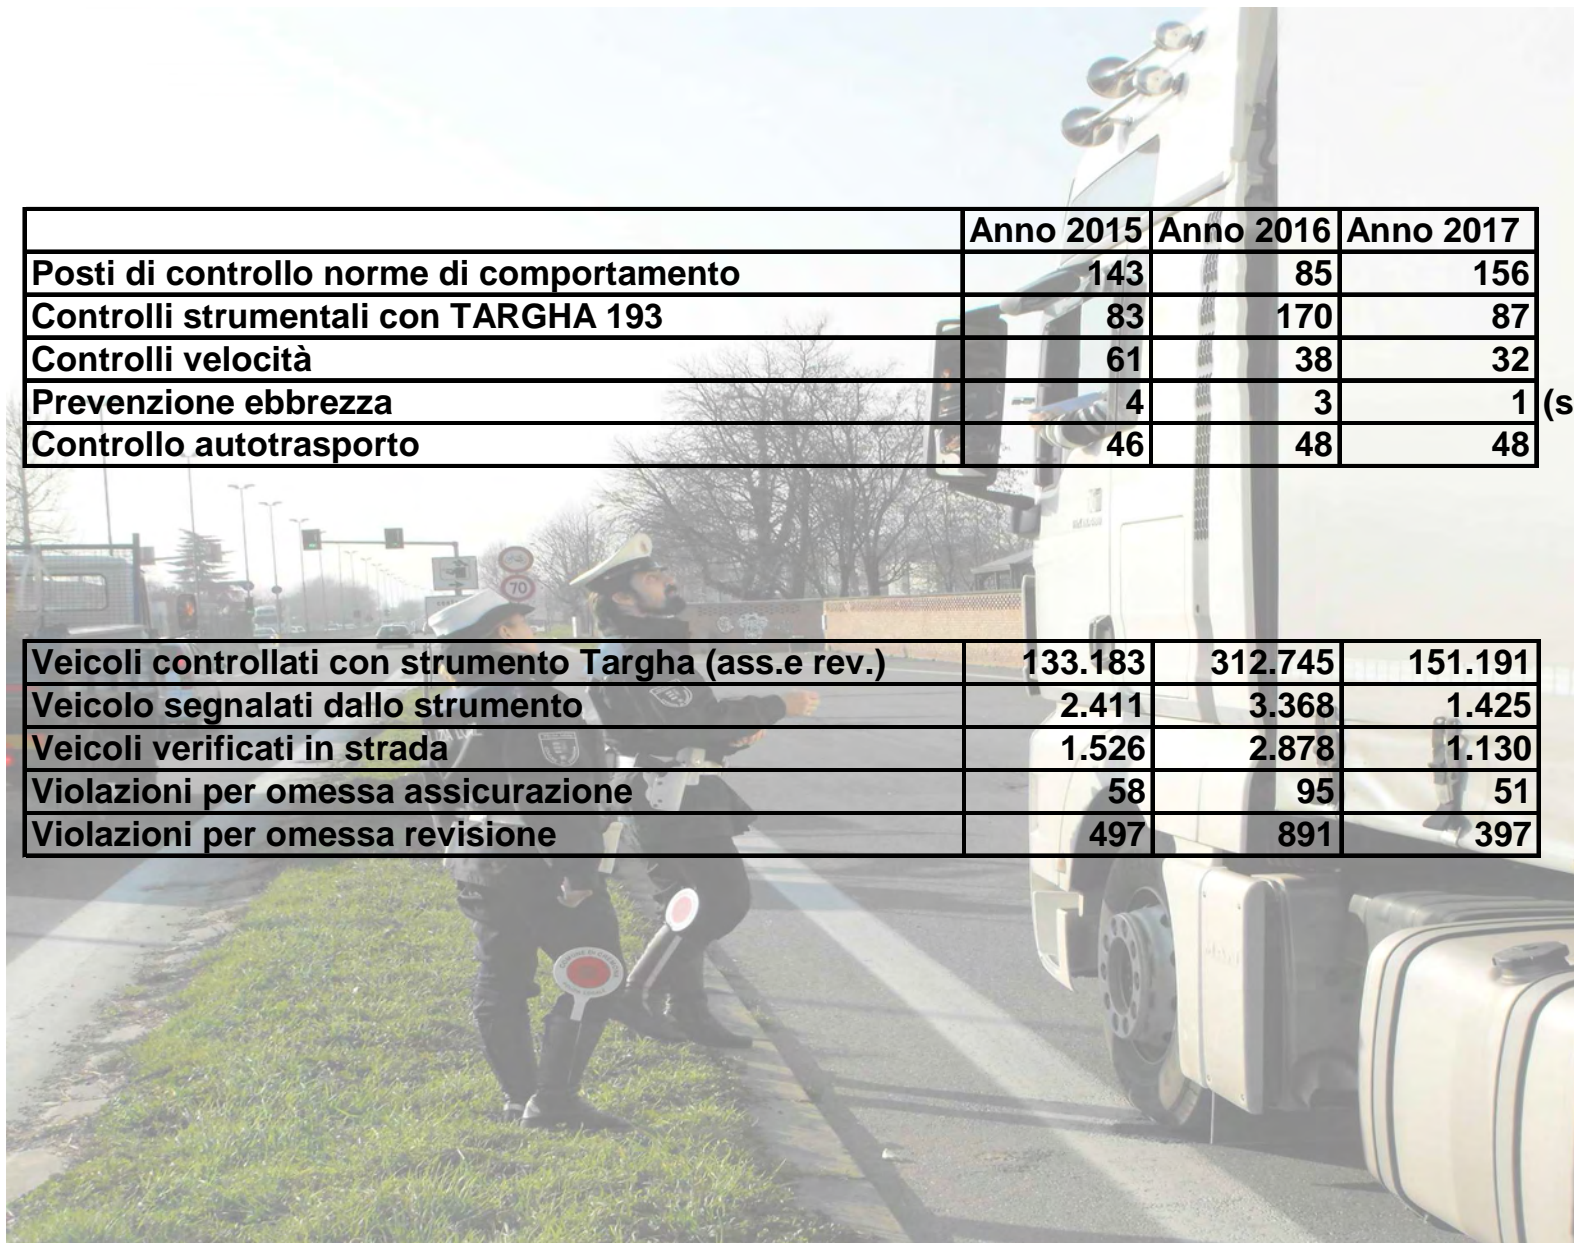 Anno 2015 Anno 2016 Anno 2017
Posti di controllo norme di comportamento 143 85 156
Controlli strumentali con TARGHA 193 83 170 87
Controlli velocità 61 38 32
Prevenzione ebbrezza 4 3 1 (s
Controllo autotrasporto 46 48 48
70
Veicoli controllati con strumento Targha (ass.e rev.) 133.183 312.745 151.191
Veicolo segnalati dallo strumento 2.411 3.368 1.425
Veicoli verificati in strada 1.526 2.878 1.130
Violazioni per omessa assicurazione 58 95 51
Violazioni per omessa revisione 497 891 397